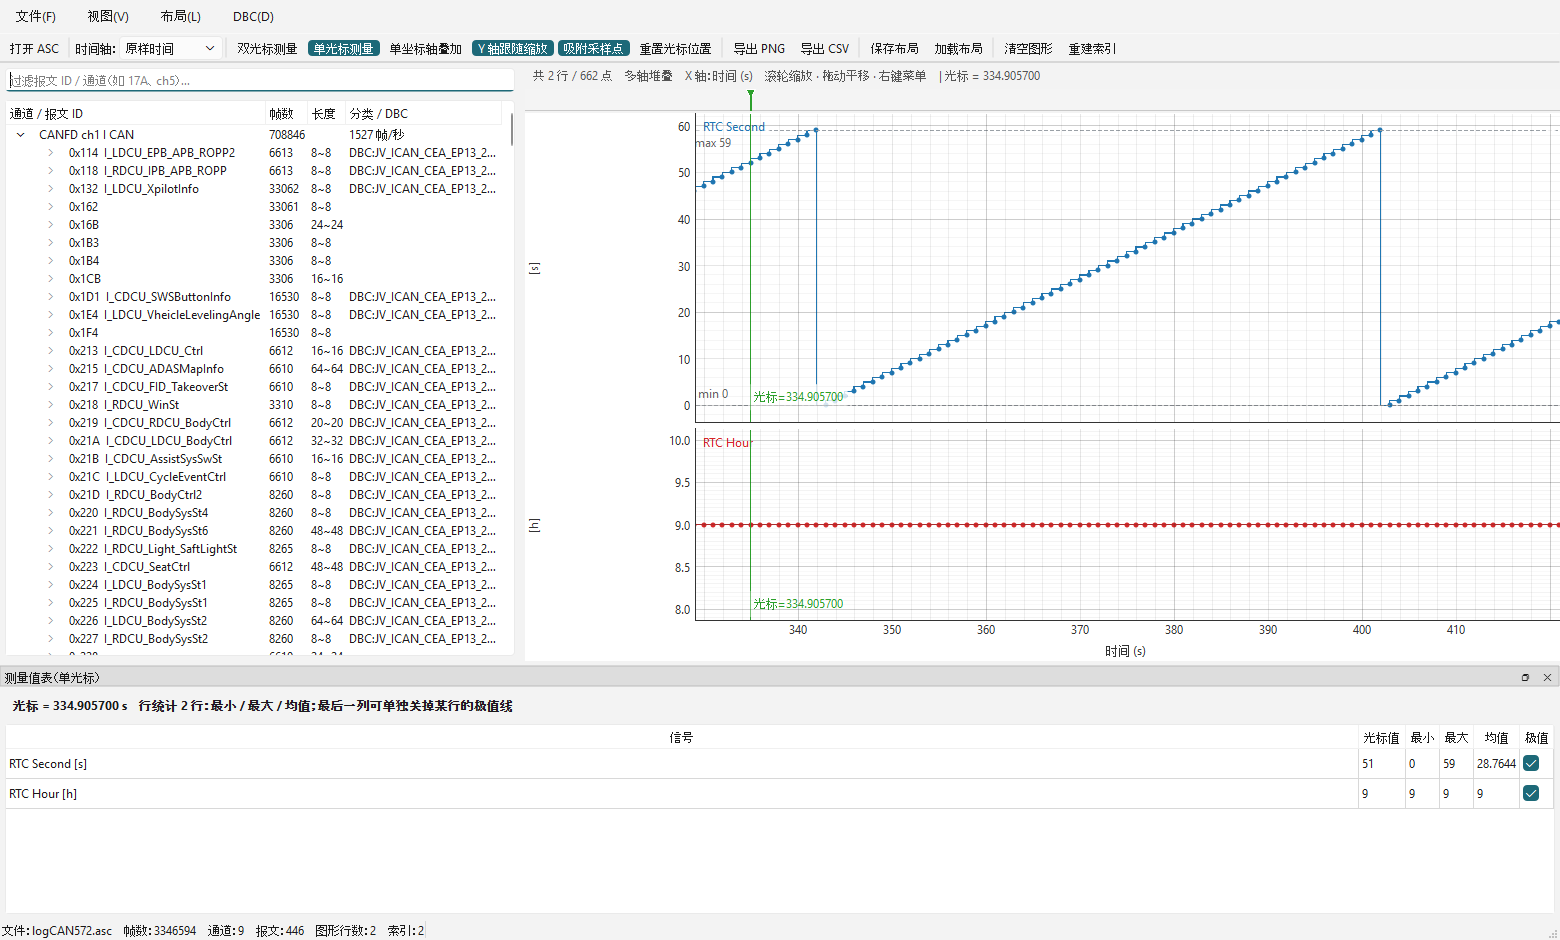 文件(F) 视图(V) 布局(L) DBC(D)
打开 ASC 时间轴: 原样时间 双光标测量 单光标测量 单坐标轴叠加 Y 轴跟随缩放 吸附采样点 重置光标位置 导出 PNG 导出 CSV 保存布局 加载布局 清空图形 重建索引
过滤报文 ID / 通道(如 17A、ch5)...
共 2 行 / 662 点 多轴堆叠 X 轴:时间 (s) 滚轮缩放 · 拖动平移 · 右键菜单 | 光标 = 334.905700
通道 / 报文 ID 帧数 长度 分类 / DBC
CANFD ch1 I CAN 708846 1527 帧/秒
0x114 I_LDCU_EPB_APB_ROPP2 6613 8~8 DBC:JV_ICAN_CEA_EP13_2...
0x118 I_RDCU_IPB_APB_ROPP 6613 8~8 DBC:JV_ICAN_CEA_EP13_2...
0x132 I_LDCU_XpilotInfo 33062 8~8 DBC:JV_ICAN_CEA_EP13_2...
0x162 33061 8~8
0x16B 3306 24~24
0x1B3 3306 8~8
0x1B4 3306 8~8
0x1CB 3306 16~16
0x1D1 I_CDCU_SWSButtonInfo 16530 8~8 DBC:JV_ICAN_CEA_EP13_2...
0x1E4 I_LDCU_VheicleLevelingAngle 16530 8~8 DBC:JV_ICAN_CEA_EP13_2...
0x1F4 16530 8~8
0x213 I_CDCU_LDCU_Ctrl 6612 16~16 DBC:JV_ICAN_CEA_EP13_2...
0x215 I_CDCU_ADASMapInfo 6610 64~64 DBC:JV_ICAN_CEA_EP13_2...
0x217 I_CDCU_FID_TakeoverSt 6610 8~8 DBC:JV_ICAN_CEA_EP13_2...
0x218 I_RDCU_WinSt 3310 8~8 DBC:JV_ICAN_CEA_EP13_2...
0x219 I_CDCU_RDCU_BodyCtrl 6612 20~20 DBC:JV_ICAN_CEA_EP13_2...
0x21A I_CDCU_LDCU_BodyCtrl 6612 32~32 DBC:JV_ICAN_CEA_EP13_2...
0x21B I_CDCU_AssistSysSwSt 6610 16~16 DBC:JV_ICAN_CEA_EP13_2...
0x21C I_LDCU_CycleEventCtrl 6610 8~8 DBC:JV_ICAN_CEA_EP13_2...
0x21D I_RDCU_BodyCtrl2 8260 8~8 DBC:JV_ICAN_CEA_EP13_2...
0x220 I_RDCU_BodySysSt4 8260 8~8 DBC:JV_ICAN_CEA_EP13_2...
0x221 I_RDCU_BodySysSt6 8260 48~48 DBC:JV_ICAN_CEA_EP13_2...
0x222 I_RDCU_Light_SaftLightSt 8265 8~8 DBC:JV_ICAN_CEA_EP13_2...
0x223 I_CDCU_SeatCtrl 6612 48~48 DBC:JV_ICAN_CEA_EP13_2...
0x224 I_LDCU_BodySysSt1 8265 8~8 DBC:JV_ICAN_CEA_EP13_2...
0x225 I_RDCU_BodySysSt1 8265 8~8 DBC:JV_ICAN_CEA_EP13_2...
0x226 I_LDCU_BodySysSt2 8260 64~64 DBC:JV_ICAN_CEA_EP13_2...
0x227 I_RDCU_BodySysSt2 8260 8~8 DBC:JV_ICAN_CEA_EP13_2...
RTC Second
max 59
60
50
40
30
20
10
0
[s]
min 0
光标=334.905700
RTC Hour
10.0
9.5
9.0
8.5
8.0
[h]
光标=334.905700
340 350 360 370 380 390 400 410
时间 (s)
测量值表(单光标)
光标 = 334.905700 s 行统计 2 行：最小 / 最大 / 均值；最后一列可单独关掉某行的极值线
信号 光标值 最小 最大 均值 极值
RTC Second [s] 51 0 59 28.7644
RTC Hour [h] 9 9 9 9
文件:logCAN572.asc 帧数:3346594 通道:9 报文:446 图形行数:2 索引:2